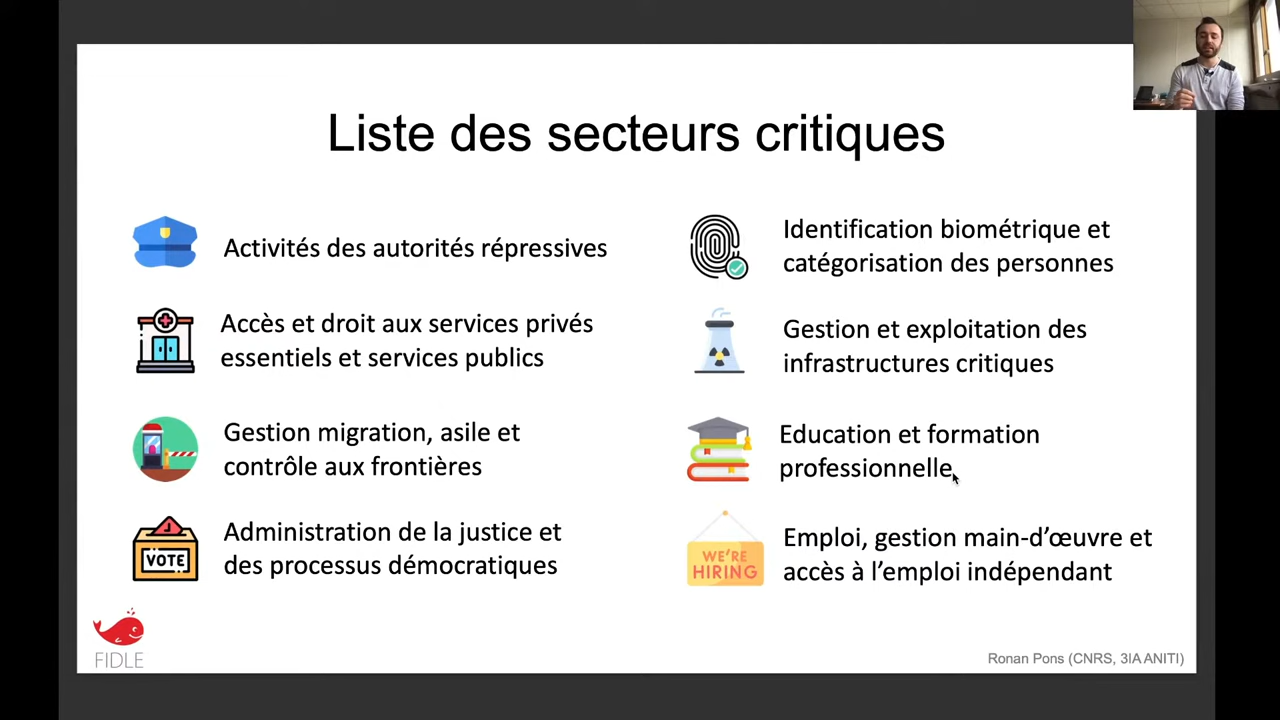 Liste des secteurs critiques
Activités des autorités répressives
Accès et droit aux services privés
essentiels et services publics
Gestion migration, asile et
contrôle aux frontières
VOTE
Administration de la justice et
des processus démocratiques
Identification biométrique et
catégorisation des personnes
Gestion et exploitation des
infrastructures critiques
Education et formation
professionnelle
WE'RE
HIRING
Emploi, gestion main-d’œuvre et
accès à l’emploi indépendant
FIDLE
Ronan Pons (CNRS, 3IA ANITI)